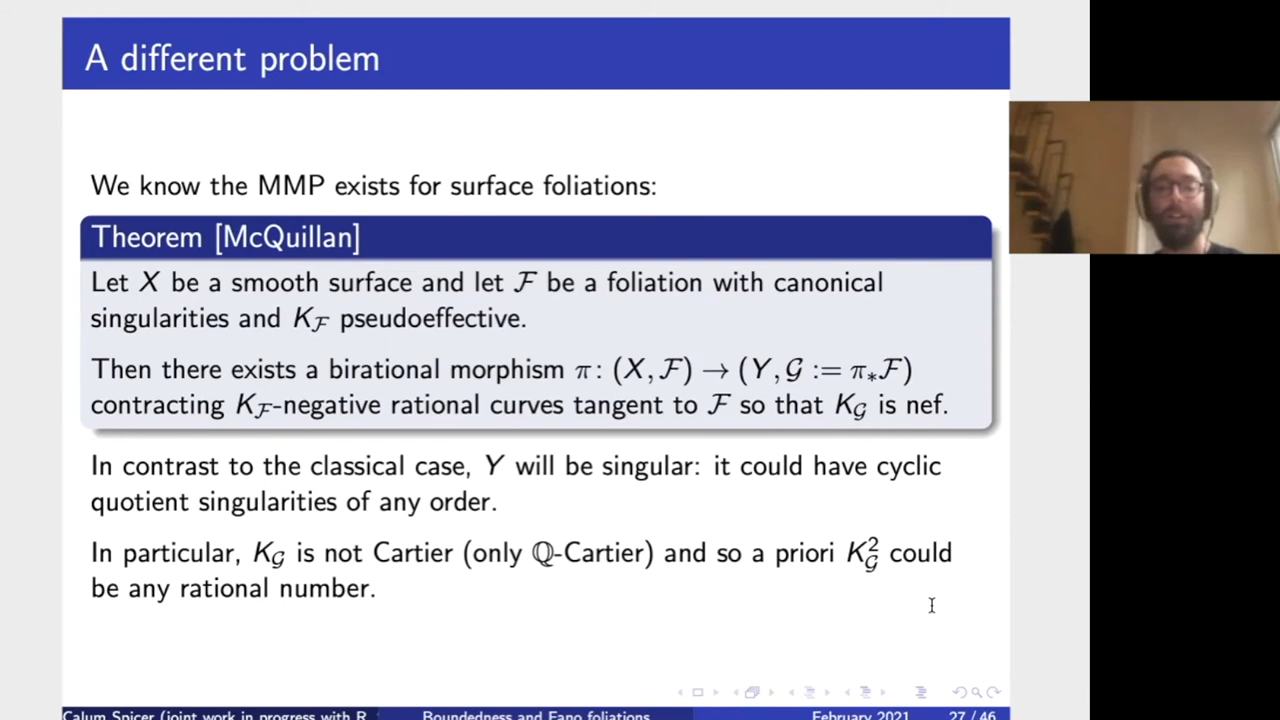 A different problem
We know the MMP exists for surface foliations:
Theorem [McQuillan]
Let X be a smooth surface and let ℱ be a foliation with canonical
singularities and K_ℱ pseudoeffective.
Then there exists a birational morphism π: (X, ℱ) → (Y, 𝒢 := π_*ℱ)
contracting K_ℱ-negative rational curves tangent to ℱ so that K_𝒢 is nef.
In contrast to the classical case, Y will be singular: it could have cyclic
quotient singularities of any order.
In particular, K_𝒢 is not Cartier (only ℚ-Cartier) and so a priori K_𝒢^2 could
be any rational number.
Calum Spicer (joint work in progress with R. Boundedness and Fano foliations February 2021 27 / 46